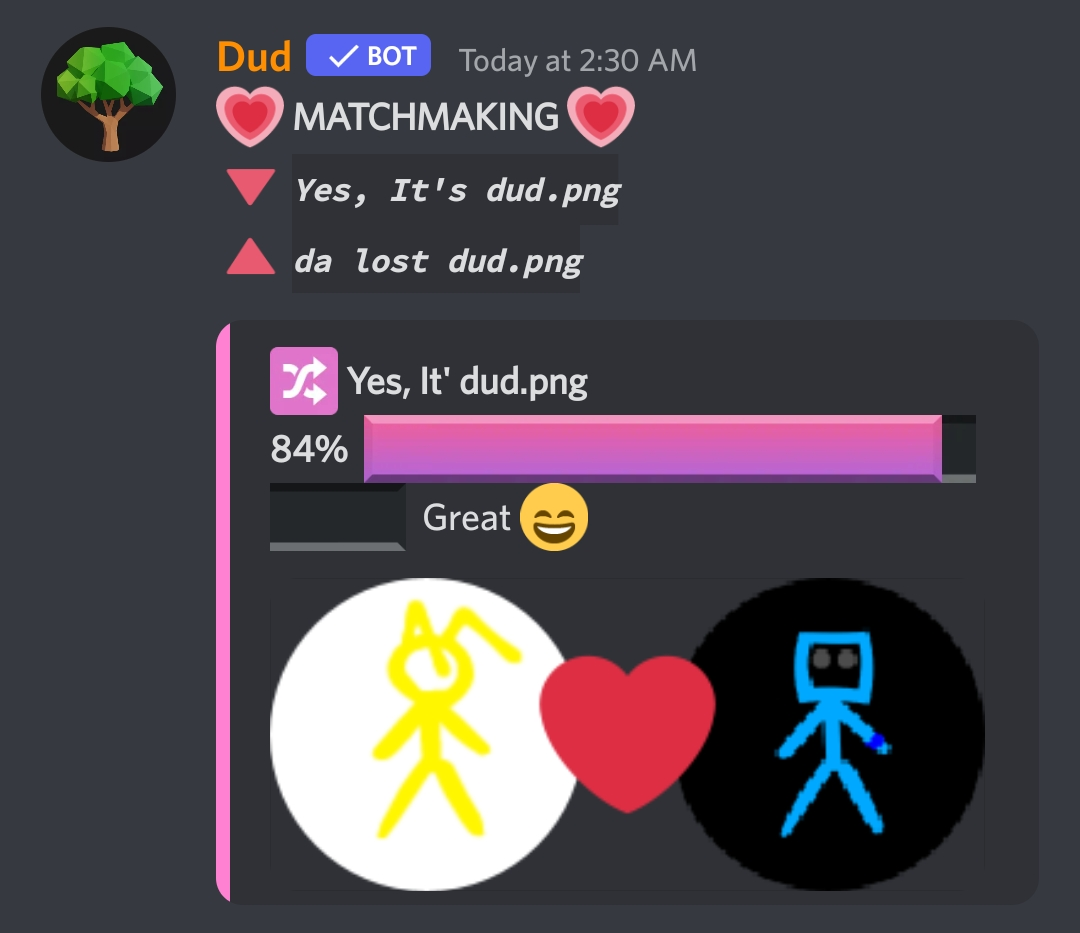 Dud ✓ BOT Today at 2:30 AM
💗 MATCHMAKING 💗
🔻 Yes, It's dud.png
🔺 da lost dud.png
🔀 Yes, It' dud.png
84%
Great 😄